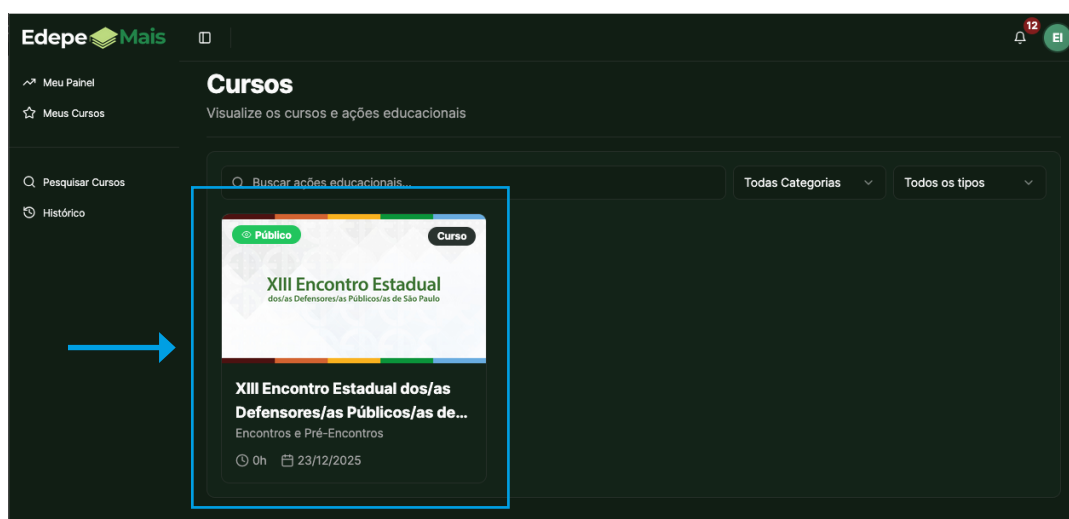 Edepe Mais
12
EI
Meu Painel
Meus Cursos
Pesquisar Cursos
Histórico
Cursos
Visualize os cursos e ações educacionais
Buscar ações educacionais...
Todas Categorias
Todos os tipos
Público
Curso
XIII Encontro Estadual
dos/as Defensores/as Públicos/as de São Paulo
XIII Encontro Estadual dos/as
Defensores/as Públicos/as de...
Encontros e Pré-Encontros
0h 23/12/2025